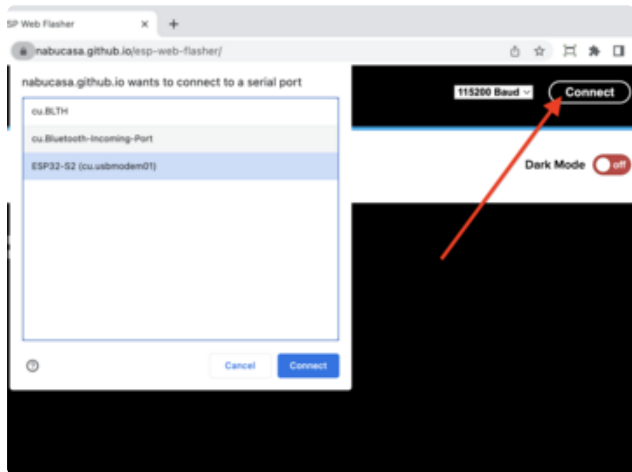 SP Web Flasher
nabucasa.github.io/esp-web-flasher/
nabucasa.github.io wants to connect to a serial port
cu.BLTH
cu.Bluetooth-Incoming-Port
ESP32-S2 (cu.usbmodem01)
Cancel
Connect
115200 Baud
Connect
Dark Mode
off